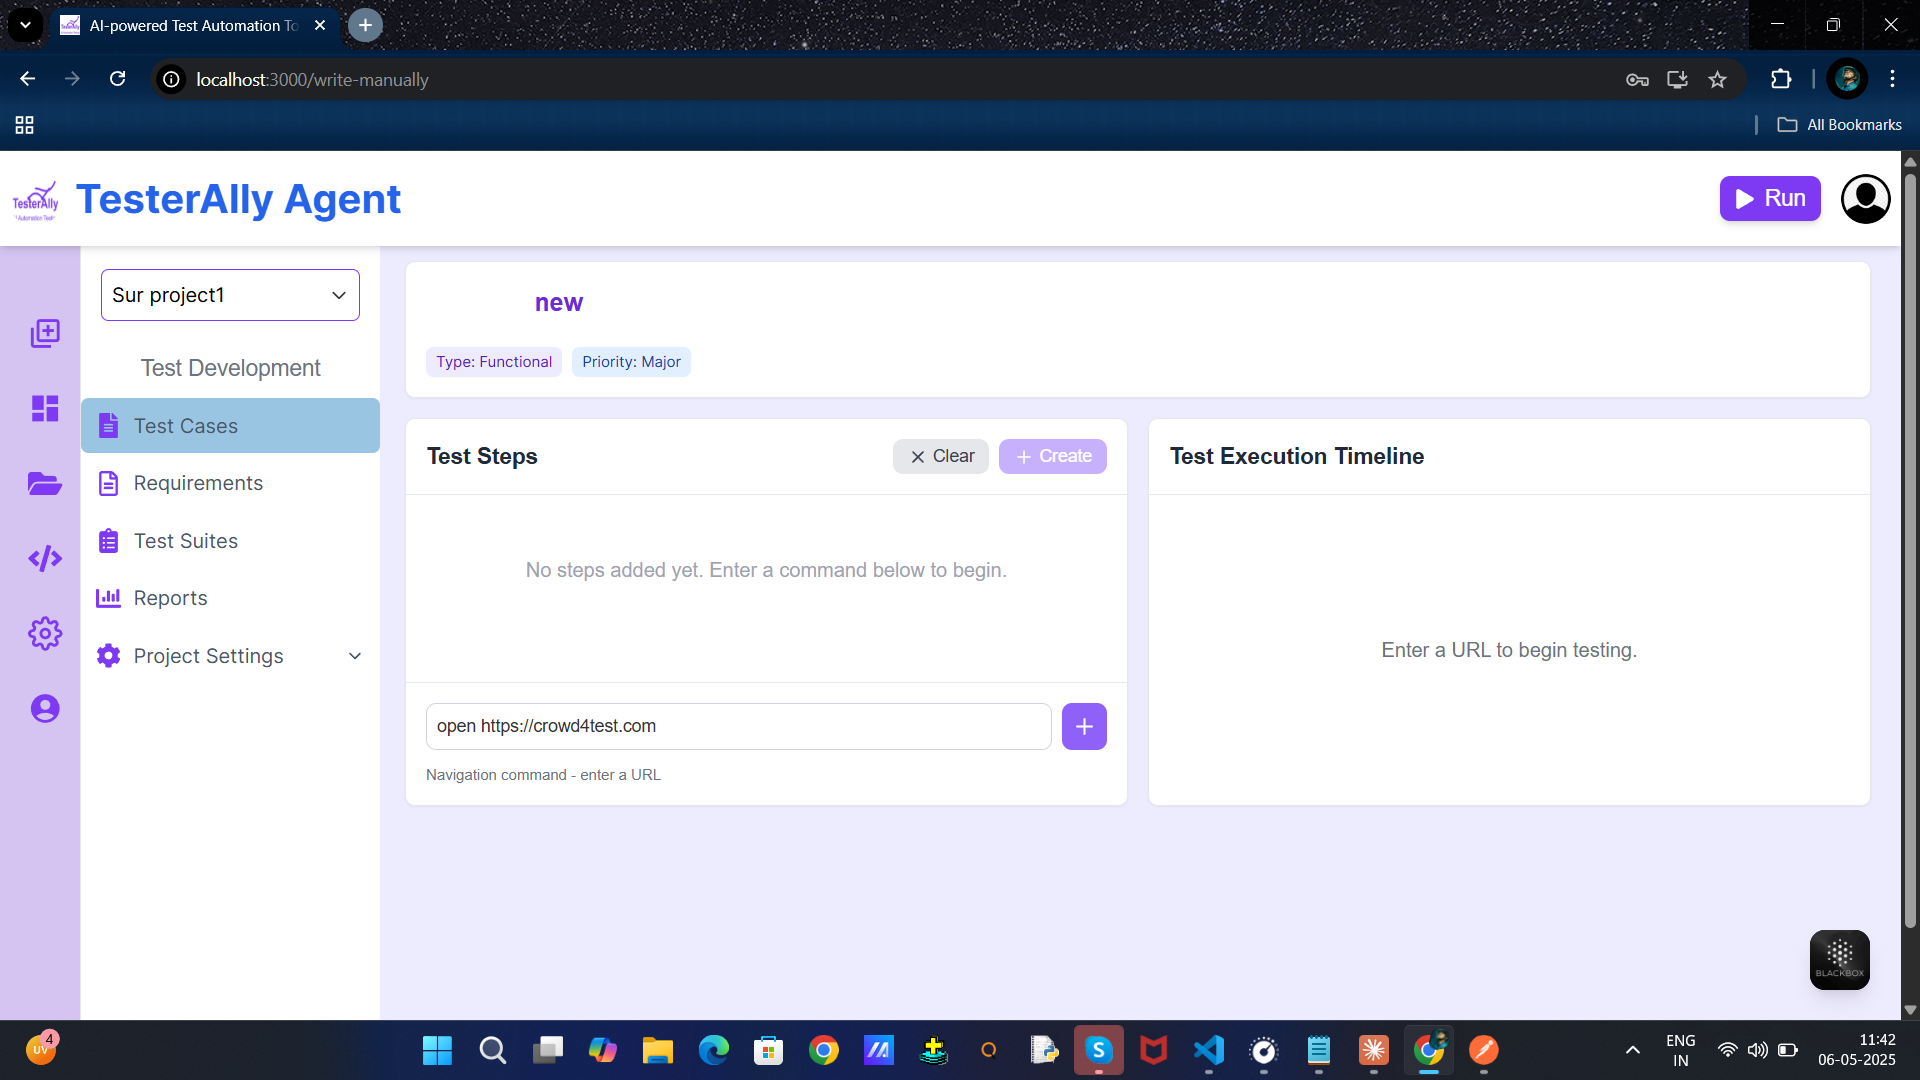 AI-powered Test Automation To
localhost:3000/write-manually
All Bookmarks
TesterAlly
TesterAlly Agent
Run
Sur project1
Test Development
Test Cases
Requirements
Test Suites
Reports
Project Settings
new
Type: Functional
Priority: Major
Test Steps
Clear
Create
No steps added yet. Enter a command below to begin.
open https://crowd4test.com
Navigation command - enter a URL
Test Execution Timeline
Enter a URL to begin testing.
BLACKBOX
4
UV
ENG
IN
11:42
06-05-2025